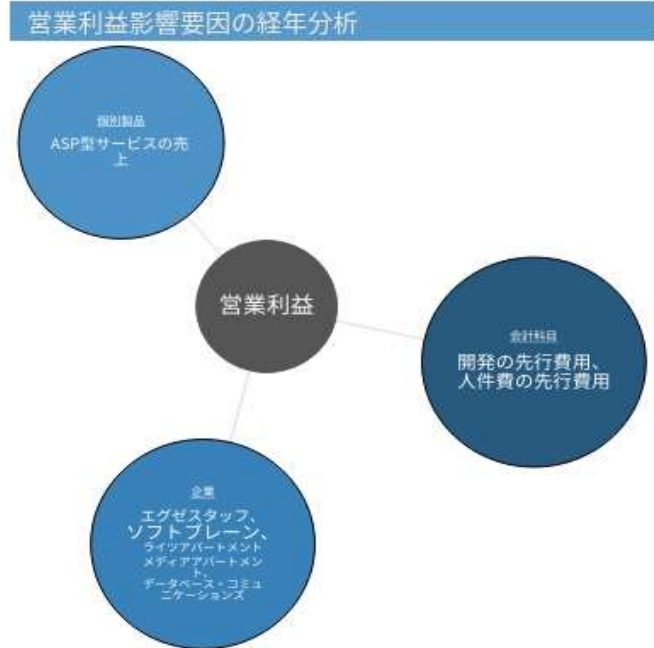 営業利益影響要因の経年分析
個別製品
ASP型サービスの売
上
営業利益
会計科目
開発の先行費用、
人件費の先行費用
企業
エグゼスタッフ、
ソフトブレーン、
ライツアパートメント
メディアアパートメン
ト、
データベース・コミュ
ニケーションズ